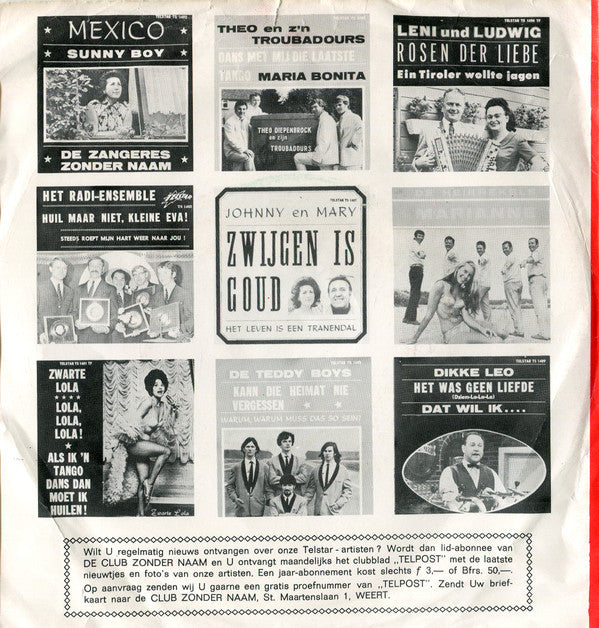 TELSTAR TS 1495
MEXICO
SUNNY BOY
DE ZANGERES
ZONDER NAAM
THEO en z'n
TROUBADOURS
DANS MET MIJ DIE LAATSTE
TANGO MARIA BONITA
THEO DIEPENBROCK
en zijn
TROUBADOURS
LENI und LUDWIG
ROSEN DER LIEBE
Ein Tiroler wollte jagen
HET RADI-ENSEMBLE
HUIL MAAR NIET, KLEINE EVA!
STEEDS ROEPT MIJN HART WEER NAAR JOU!
JOHNNY en MARY
ZWIJGEN IS
GOUD
HET LEVEN IS EEN TRANENDAL
MARIANNE
ZWARTE
LOLA
LOLA,
LOLA,
LOLA!
ALS IK 'N
TANGO
DANS DAN
MOET IK
HUILEN!
Zwarte Lola
DE TEDDY BOYS
KANN DIE HEIMAT NIE
VERGESSEN
WARUM, WARUM MUSS DAS SO SEIN?
DIKKE LEO
HET WAS GEEN LIEFDE
(Dzien-La-La-La)
DAT WIL IK....
Wilt U regelmatig nieuws ontvangen over onze Telstar-artisten? Wordt dan lid-abonnee van
DE CLUB ZONDER NAAM en U ontvangt maandelijks het clubblad „TELPOST" met de laatste
nieuwtjes en foto's van onze artisten. Een jaar-abonnement kost slechts ƒ 3,— of Bfrs. 50,—.
Op aanvraag zenden wij U gaarne een gratis proefnummer van „TELPOST". Zendt Uw brief-
kaart naar de CLUB ZONDER NAAM, St. Maartenslaan 1, WEERT.